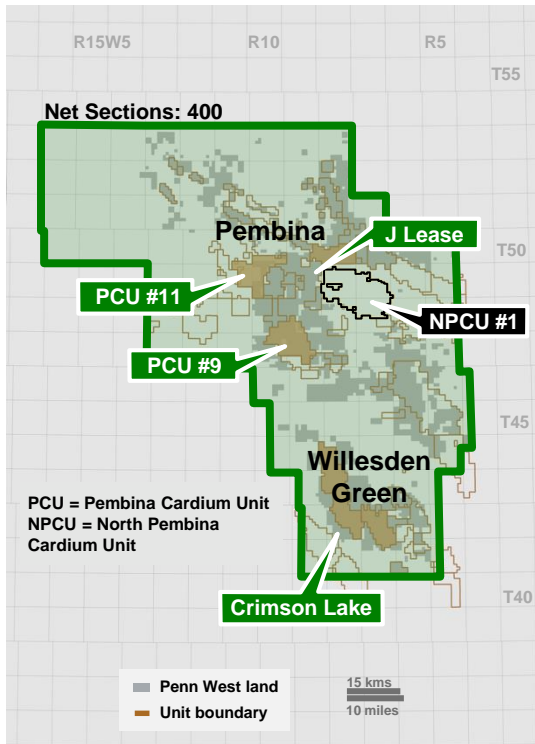 R15W5 R10 R5
T55
Net Sections: 400
Pembina
J Lease
T50
PCU #11
NPCU #1
PCU #9
T45
Willesden
Green
PCU = Pembina Cardium Unit
NPCU = North Pembina
Cardium Unit
Crimson Lake
T40
Penn West land
Unit boundary
15 kms
10 miles